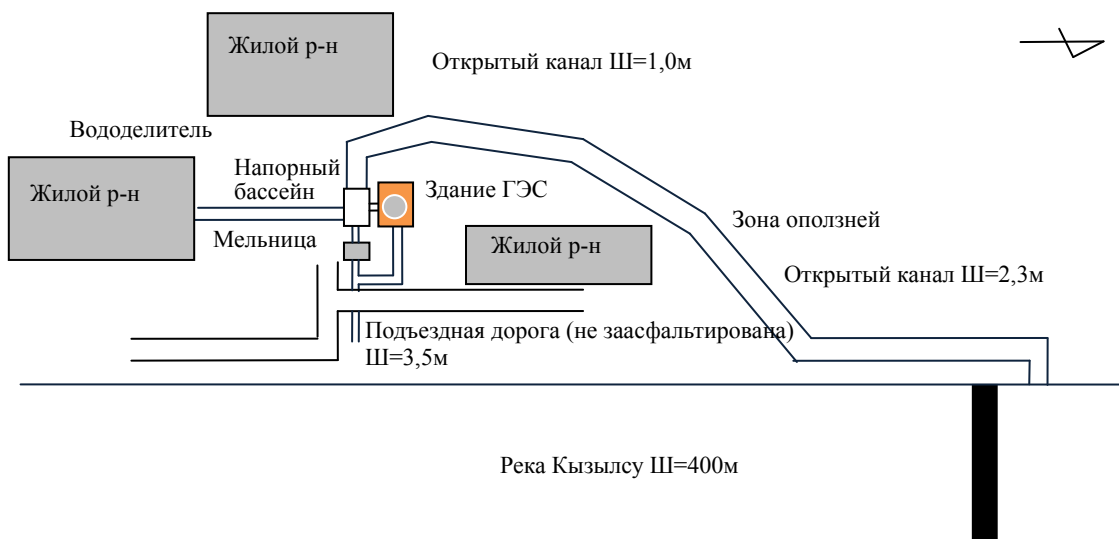 Жилой р-н
Открытый канал Ш=1,0м
Вододелитель
Напорный
бассейн
Жилой р-н
Здание ГЭС
Зона оползней
Мельница
Жилой р-н
Открытый канал Ш=2,3м
Подъездная дорога (не заасфальтирована)
Ш=3,5м
Река Кызылсу Ш=400м